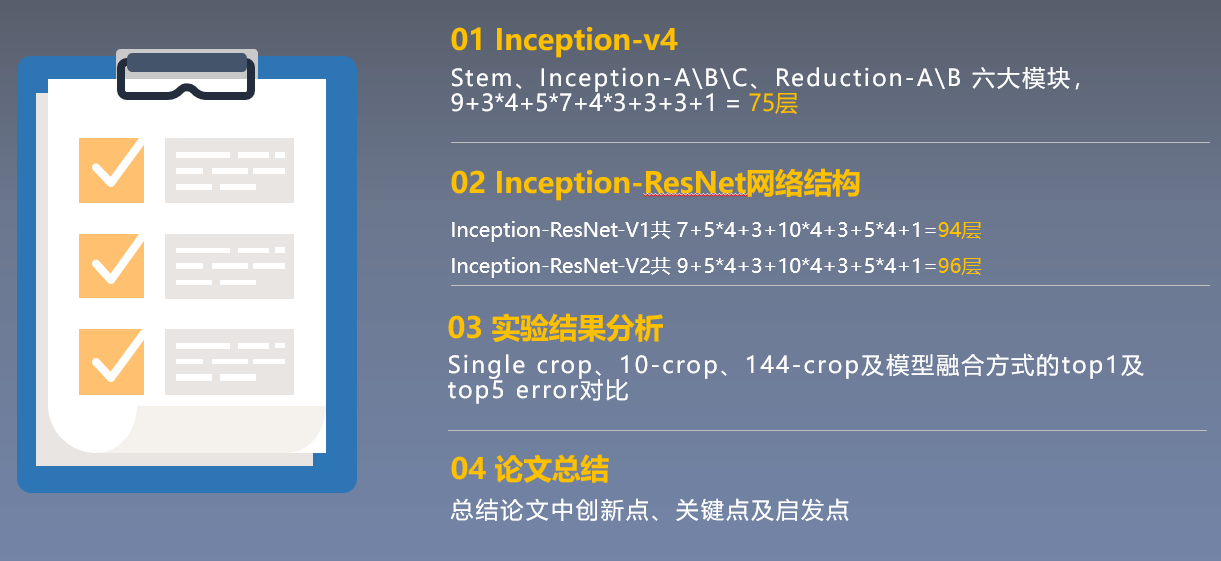 01 Inception-v4
Stem、Inception-A\B\C、Reduction-A\B 六大模块，
9+3*4+5*7+4*3+3+3+1 = 75层
02 Inception-ResNet网络结构
Inception-ResNet-V1共 7+5*4+3+10*4+3+5*4+1=94层
Inception-ResNet-V2共 9+5*4+3+10*4+3+5*4+1=96层
03 实验结果分析
Single crop、10-crop、144-crop及模型融合方式的top1及
top5 error对比
04 论文总结
总结论文中创新点、关键点及启发点